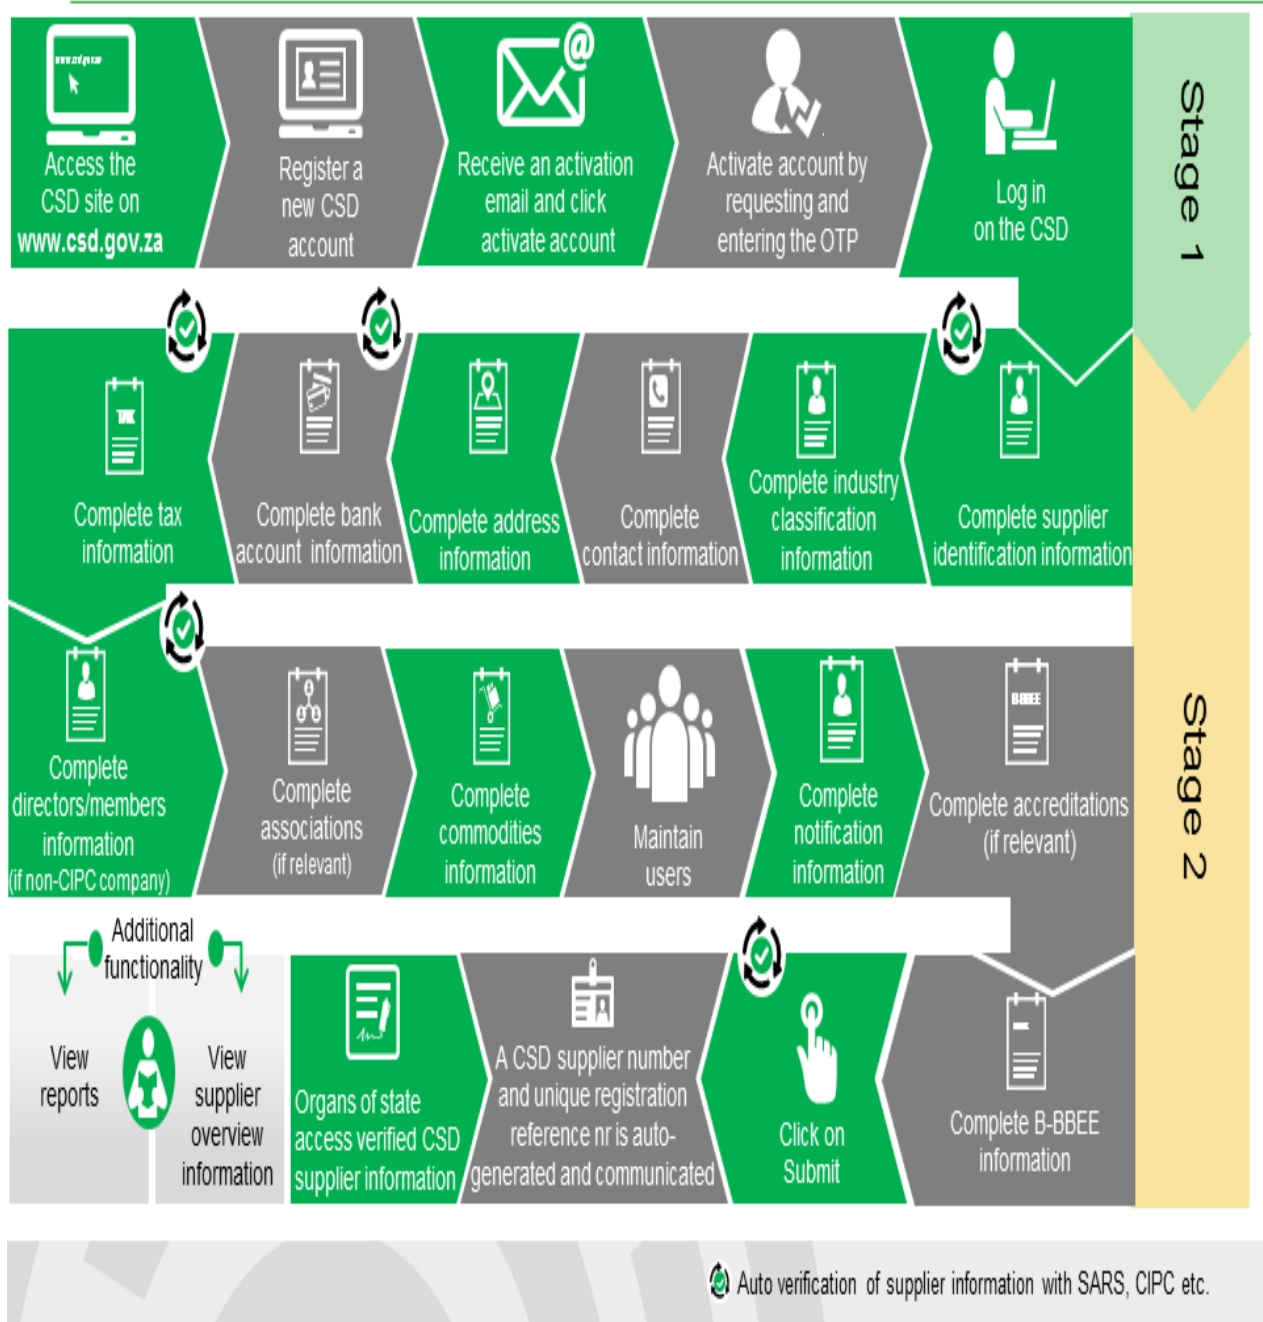 www.csd.gov.za
Access the
CSD site on
www.csd.gov.za
Register a
new CSD
account
@
Receive an activation
email and click
activate account
Activate account by
requesting and
entering the OTP
Log in
on the CSD
Stage 1
TAX
Complete tax
information
Complete bank
account information
Complete address
information
Complete
contact information
Complete industry
classification
information
Complete supplier
identification information
Complete
directors/members
information
(if non-CIPC company)
Complete
associations
(if relevant)
Complete
commodities
information
Maintain
users
Complete
notification
information
B-BBEE
Complete accreditations
(if relevant)
Stage 2
Additional
functionality
View
reports
View
supplier
overview
information
Organs of state
access verified CSD
supplier information
A CSD supplier number
and unique registration
reference nr is auto-
generated and communicated
Click on
Submit
Complete B-BBEE
information
Auto verification of supplier information with SARS, CIPC etc.